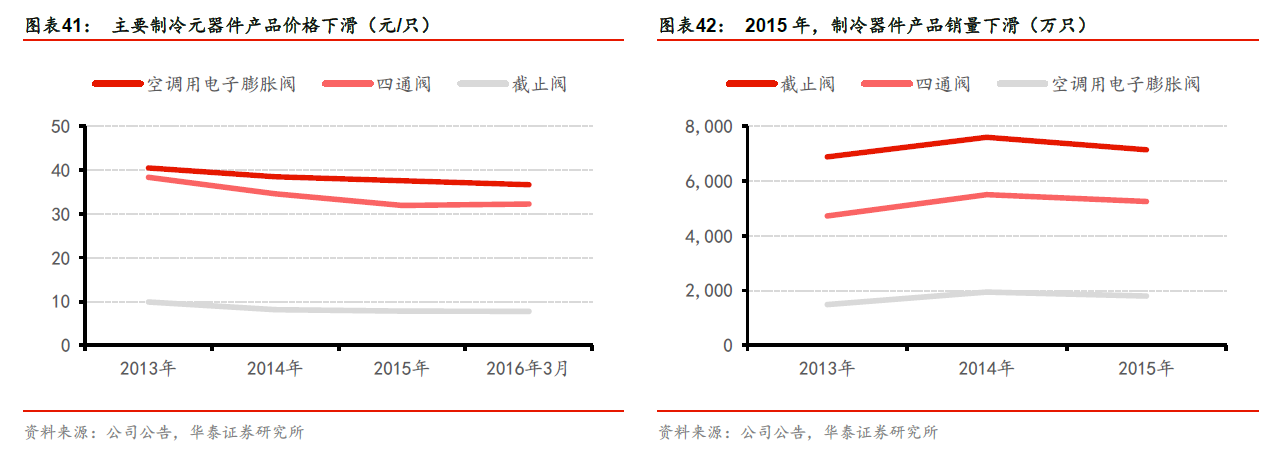 图表41： 主要制冷元器件产品价格下滑（元/只）
空调用电子膨胀阀 四通阀 截止阀
50
40
30
20
10
0
2013年 2014年 2015年 2016年3月
资料来源：公司公告，华泰证券研究所
图表42： 2015 年，制冷器件产品销量下滑（万只）
截止阀 四通阀 空调用电子膨胀阀
8,000
6,000
4,000
2,000
0
2013年 2014年 2015年
资料来源：公司公告，华泰证券研究所